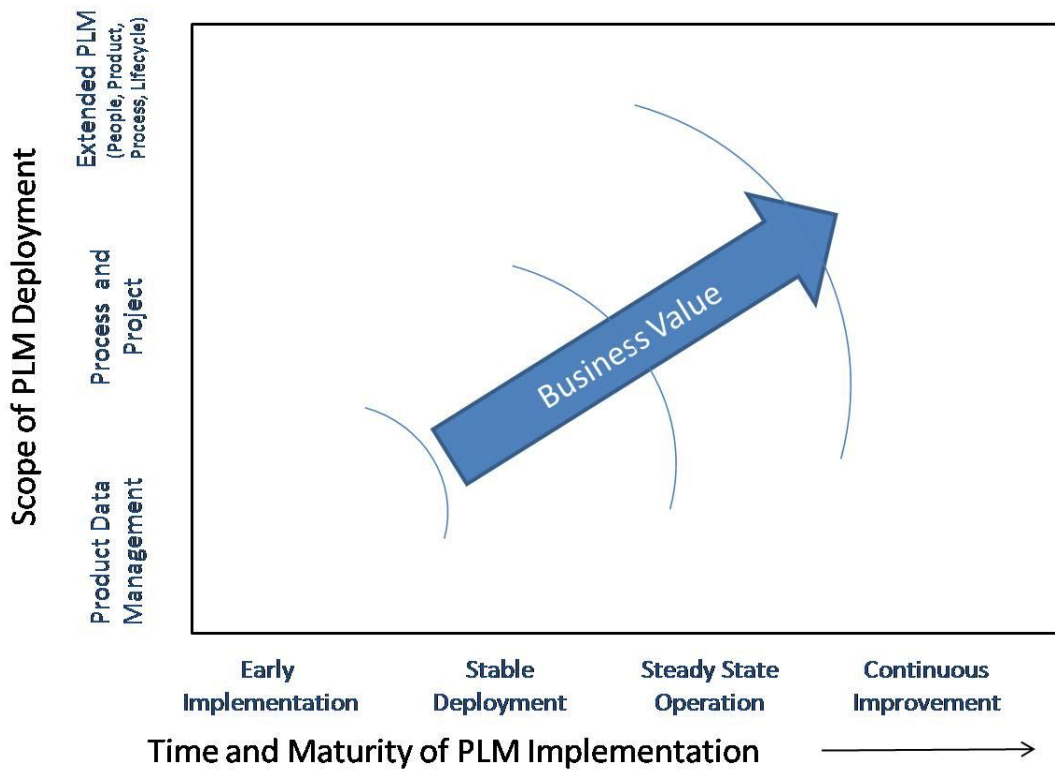 Scope of PLM Deployment
Extended PLM
(People, Product,
Process, Lifecycle)
Process and
Project
Product Data
Management
Business Value
Early
Implementation
Stable
Deployment
Steady State
Operation
Continuous
Improvement
Time and Maturity of PLM Implementation